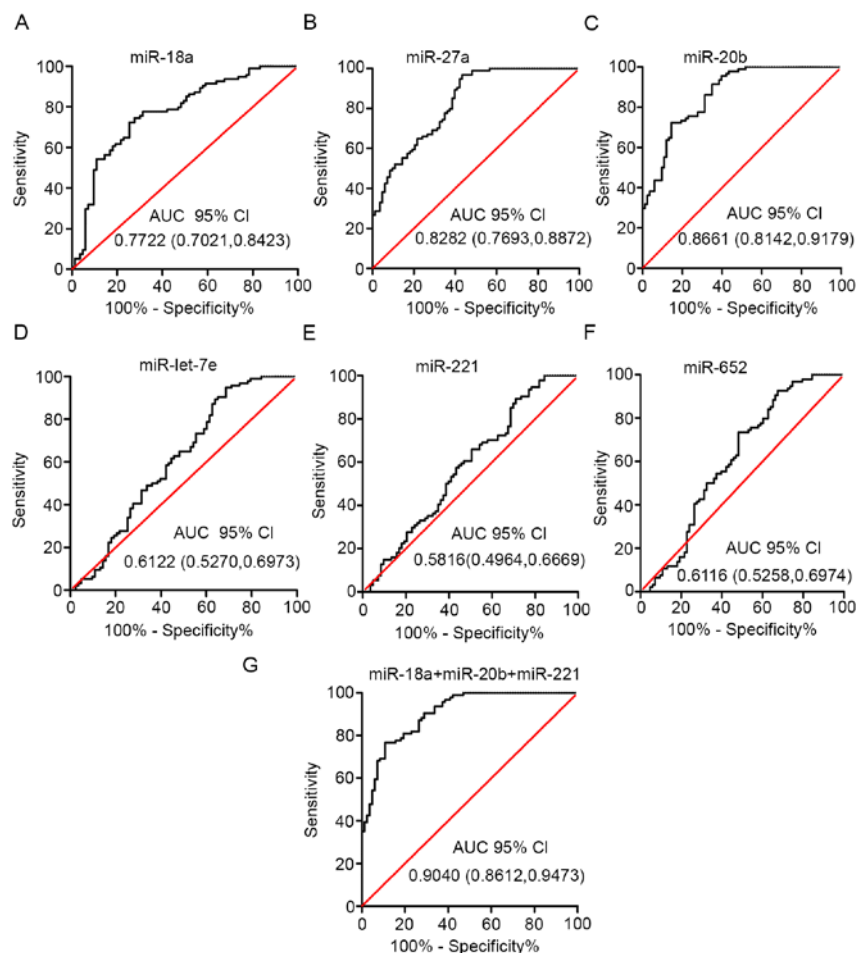 A
miR-18a
100
80
60
40
20
0
Sensitivity
AUC 95% CI
0.7722 (0.7021,0.8423)
0 20 40 60 80 100
100% - Specificity%
B
miR-27a
100
80
60
40
20
0
Sensitivity
AUC 95% CI
0.8282 (0.7693,0.8872)
0 20 40 60 80 100
100% - Specificity%
C
miR-20b
100
80
60
40
20
0
Sensitivity
AUC 95% CI
0.8661 (0.8142,0.9179)
0 20 40 60 80 100
100% - Specificity%
D
miR-let-7e
100
80
60
40
20
0
Sensitivity
AUC 95% CI
0.6122 (0.5270,0.6973)
0 20 40 60 80 100
100% - Specificity%
E
miR-221
100
80
60
40
20
0
Sensitivity
AUC 95% CI
0.5816(0.4964,0.6669)
0 20 40 60 80 100
100% - Specificity%
F
miR-652
100
80
60
40
20
0
Sensitivity
AUC 95% CI
0.6116 (0.5258,0.6974)
0 20 40 60 80 100
100% - Specificity%
G
miR-18a+miR-20b+miR-221
100
80
60
40
20
0
Sensitivity
AUC 95% CI
0.9040 (0.8612,0.9473)
0 20 40 60 80 100
100% - Specificity%